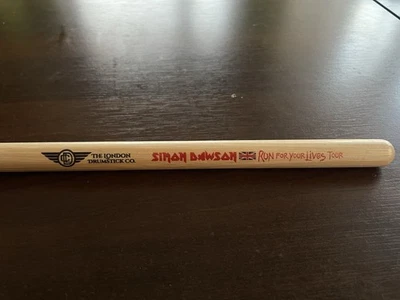 THE LONDON
DRUMSTICK CO.
SIMON DAWSON
RUN FOR YOUR LIVES TOUR